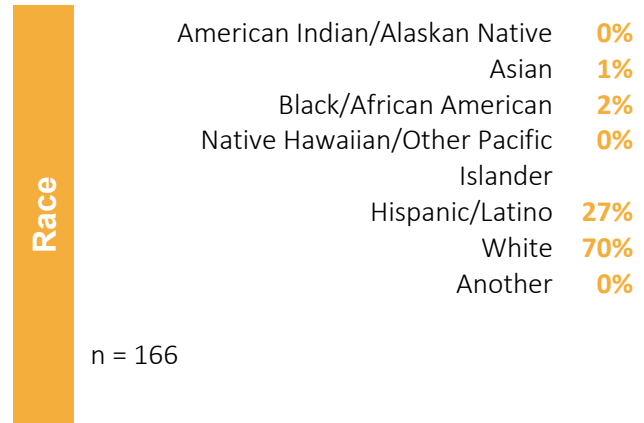 Race
American Indian/Alaskan Native 0%
Asian 1%
Black/African American 2%
Native Hawaiian/Other Pacific 0%
Islander
Hispanic/Latino 27%
White 70%
Another 0%
n = 166